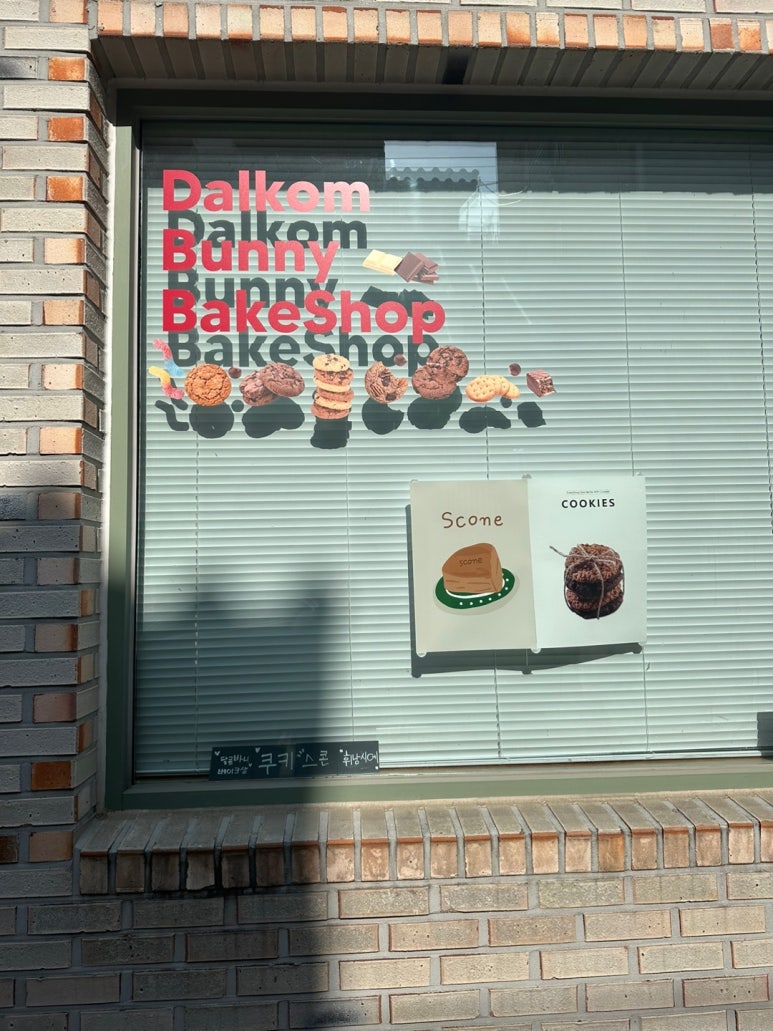 Dalkom
Bunny
BakeShop
Scone
scone
COOKIES
달콤바니
베이크샵
쿠키 스콘
휘낭시에